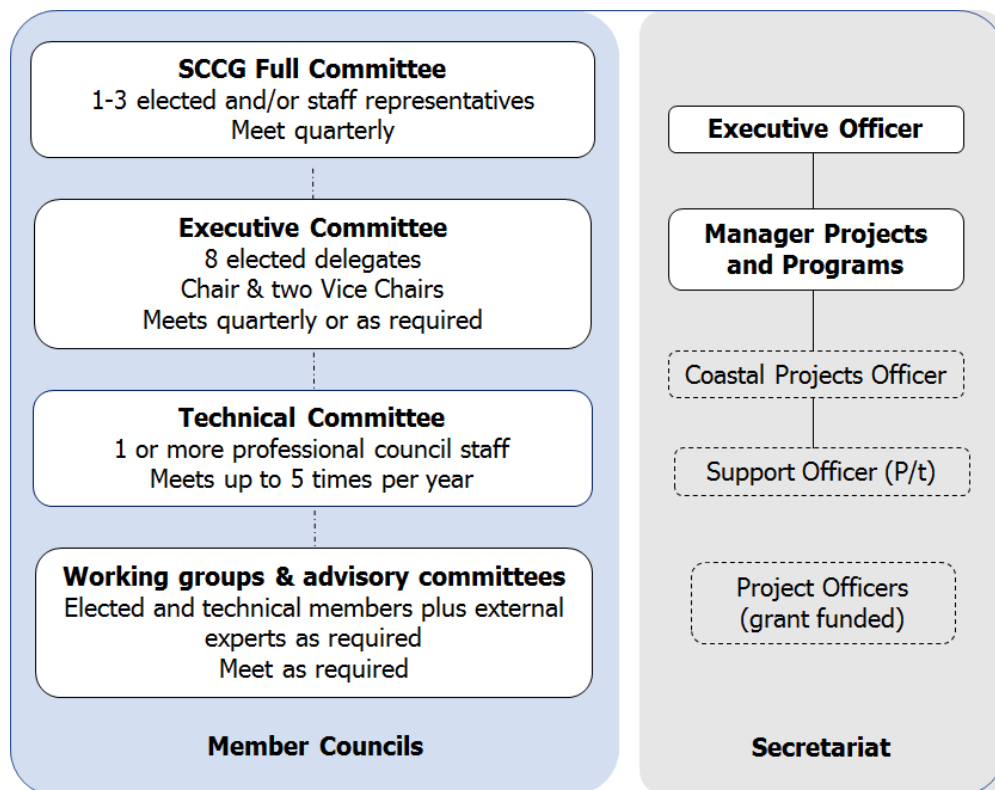 SCCG Full Committee
1-3 elected and/or staff representatives
Meet quarterly
Executive Committee
8 elected delegates
Chair & two Vice Chairs
Meets quarterly or as required
Technical Committee
1 or more professional council staff
Meets up to 5 times per year
Working groups & advisory committees
Elected and technical members plus external
experts as required
Meet as required
Member Councils
Executive Officer
Manager Projects
and Programs
Coastal Projects Officer
Support Officer (P/t)
Project Officers
(grant funded)
Secretariat